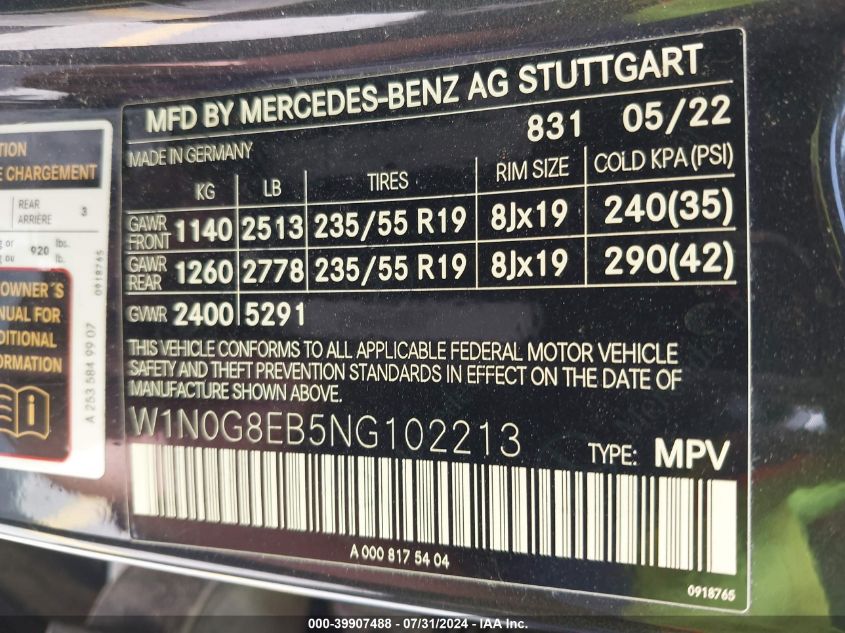 MFD BY MERCEDES-BENZ AG STUTTGART
831 05/22
MADE IN GERMANY
KG LB TIRES RIM SIZE COLD KPA(PSI)
GAWR FRONT 1140 2513 235/55 R19 8Jx19 240(35)
GAWR REAR 1260 2778 235/55 R19 8Jx19 290(42)
GVWR 2400 5291
THIS VEHICLE CONFORMS TO ALL APPLICABLE FEDERAL MOTOR VEHICLE
SAFETY AND THEFT PREVENTION STANDARDS IN EFFECT ON THE DATE OF
MANUFACTURE SHOWN ABOVE.
W1N0G8EB5NG102213
TYPE: MPV
A 000 817 54 04
0918765
CHARGEMENT
REAR
ARRIÈRE 3
920 lbs.
lb.
0918765
OWNER´S
FOR
A 253 584 99 07
000-39907488 - 07/31/2024 - IAA Inc.